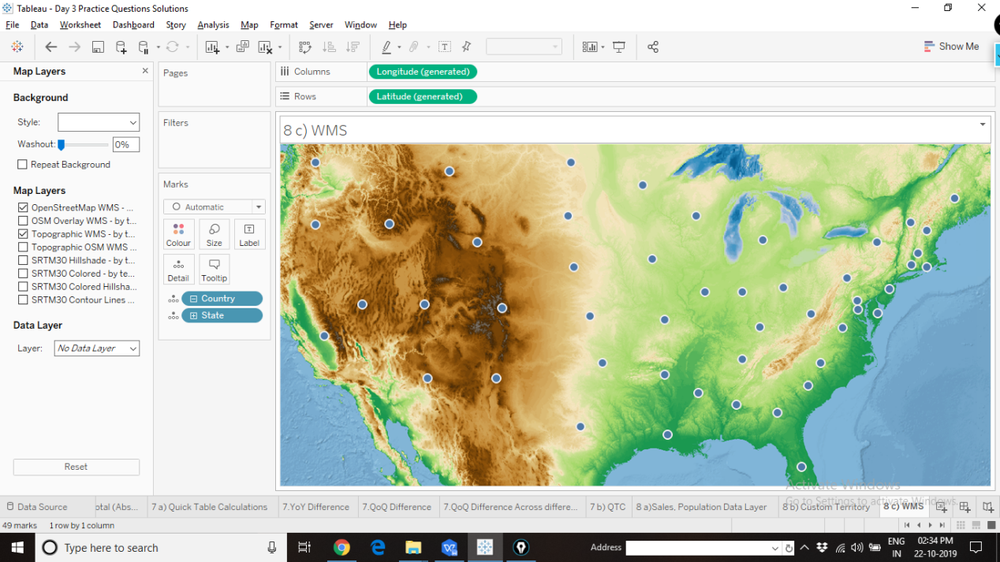 Tableau - Day 3 Practice Questions Solutions
File Data Worksheet Dashboard Story Analysis Map Format Server Window Help
Show Me
Map Layers
Background
Style:
Washout: 0%
Repeat Background
Map Layers
OpenStreetMap WMS - ...
OSM Overlay WMS - by t...
Topographic WMS - by t...
Topographic OSM WMS ...
SRTM30 Hillshade - by t...
SRTM30 Colored - by te...
SRTM30 Colored Hillsha...
SRTM30 Contour Lines ...
Data Layer
Layer: No Data Layer
Reset
Pages
Filters
Marks
Automatic
Colour Size Label
Detail Tooltip
Country
State
Columns Longitude (generated)
Rows Latitude (generated)
8 c) WMS
Activate Windows
Go to Settings to activate Windows.
Data Source otal (Abs... 7 a) Quick Table Calculations 7.YoY Difference 7.QoQ Difference 7.QoQ Difference Across differe... 7 b) QTC 8 a)Sales, Population Data Layer 8 b) Custom Territory 8 c) WMS
49 marks 1 row by 1 column
Type here to search
Address
ENG 02:34 PM
IN 22-10-2019